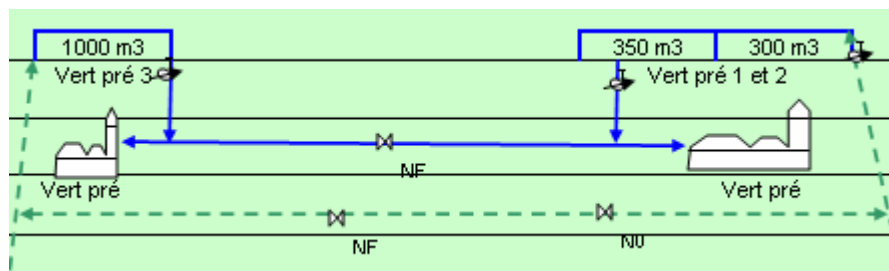 1000 m3
350 m3
300 m3
Vert pré 3
Vert pré 1 et 2
NF
Vert pré
Vert pré
NF
N0